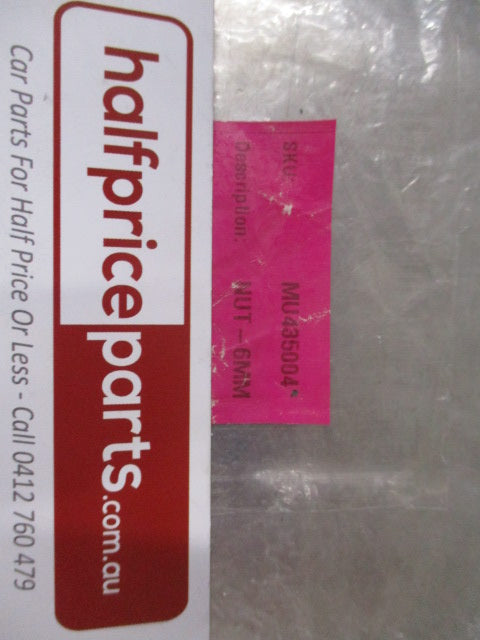 halfpriceparts.com.au
Car Parts For Half Price Or Less - Call 0412 760 479
SKU: MU435004*
Description: NUT-6MM